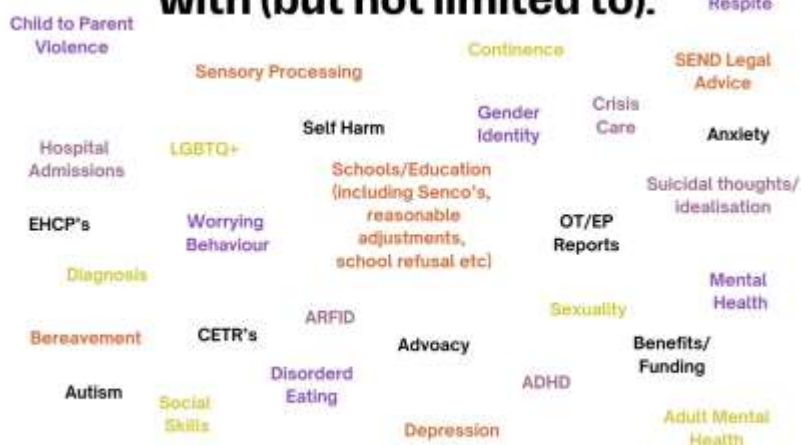 with (but not limited to):
Respite
Child to Parent
Violence
Continence
Sensory Processing
SEND Legal
Advice
Self Harm
Gender
Identity
Crisis
Care
Anxiety
Hospital
Admissions
LGBTQ+
Schools/Education
(including Senco's,
reasonable
adjustments,
school refusal etc)
Suicidal thoughts/
idealisation
EHCP's
Worrying
Behaviour
OT/EP
Reports
Diagnosis
Mental
Health
ARFID
Sexuality
Bereavement
CETR's
Advoacy
Benefits/
Funding
Disorderd
Eating
ADHD
Autism
Social
Skills
Depression
Adult Mental
Health